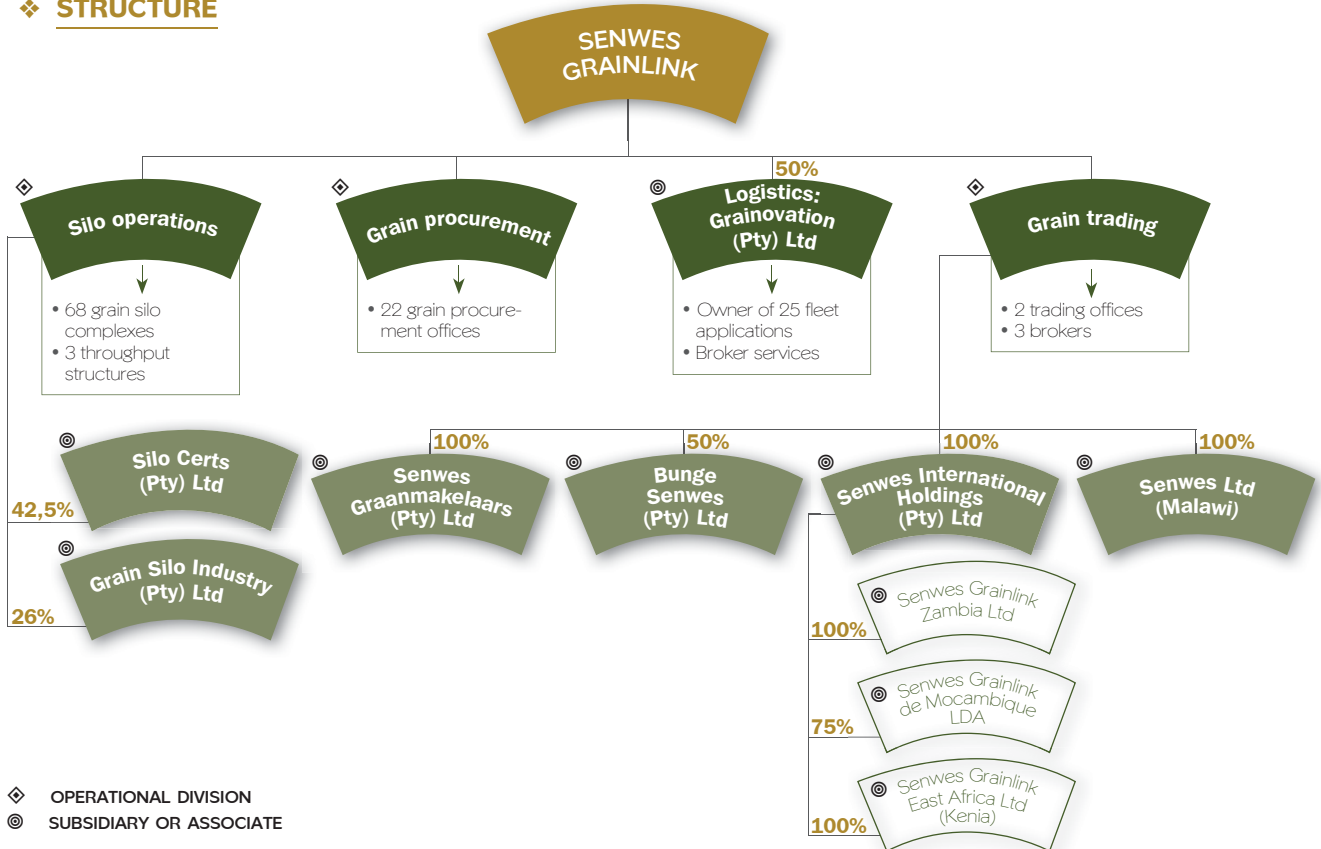 STRUCTURE
SENWES
GRAINLINK
50%
Silo operations
Grain procurement
Logistics:
Grainovation
(Pty) Ltd
Grain trading
• 68 grain silo
complexes
• 3 throughput
structures
• 22 grain procure-
ment offices
• Owner of 25 fleet
applications
• Broker services
• 2 trading offices
• 3 brokers
Silo Certs
(Pty) Ltd
42,5%
Grain Silo Industry
(Pty) Ltd
26%
100%
Senwes
Graanmakelaars
(Pty) Ltd
50%
Bunge
Senwes
(Pty) Ltd
100%
Senwes International
Holdings
(Pty) Ltd
100%
Senwes Ltd
(Malawi)
Senwes Grainlink
Zambia Ltd
100%
Senwes Grainlink
de Mocambique
LDA
75%
Senwes Grainlink
East Africa Ltd
(Kenia)
100%
OPERATIONAL DIVISION
SUBSIDIARY OR ASSOCIATE